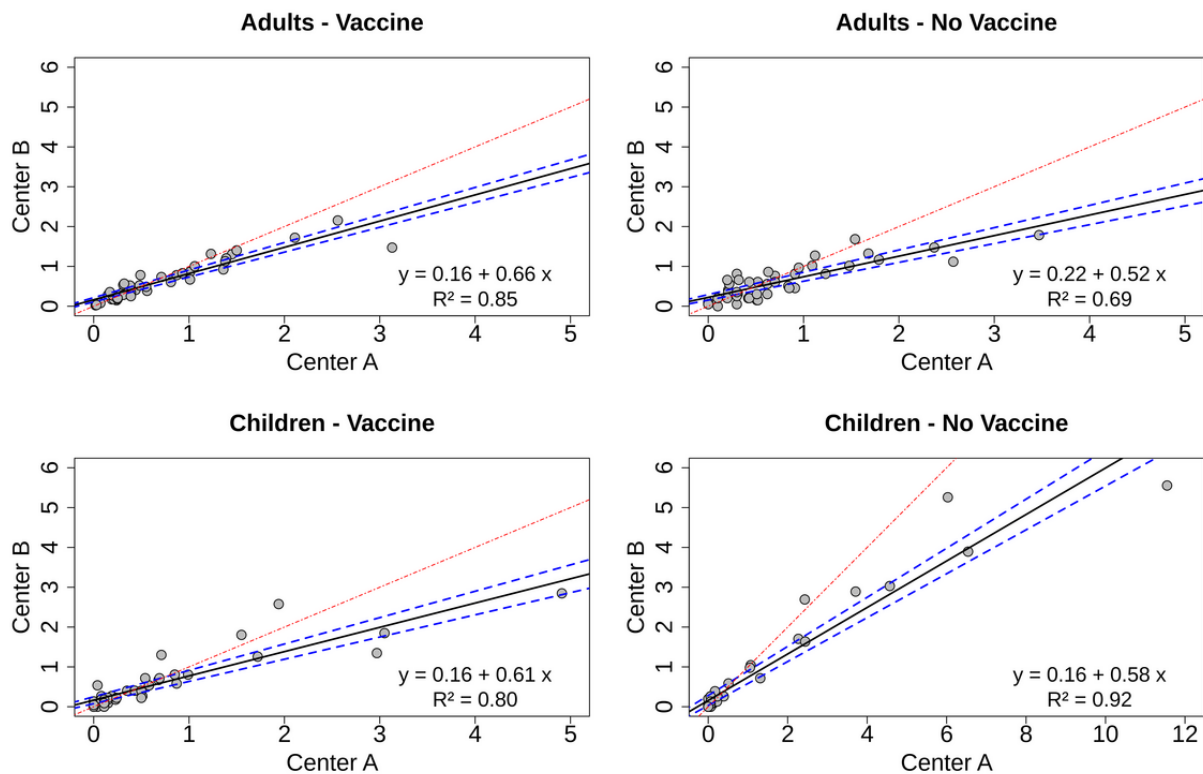 Adults - Vaccine
6
5
4
3
2
1
0
Center B
y = 0.16 + 0.66 x
R² = 0.85
0 1 2 3 4 5
Center A
Adults - No Vaccine
6
5
4
3
2
1
0
Center B
y = 0.22 + 0.52 x
R² = 0.69
0 1 2 3 4 5
Center A
Children - Vaccine
6
5
4
3
2
1
0
Center B
y = 0.16 + 0.61 x
R² = 0.80
0 1 2 3 4 5
Center A
Children - No Vaccine
6
5
4
3
2
1
0
Center B
y = 0.16 + 0.58 x
R² = 0.92
0 2 4 6 8 10 12
Center A